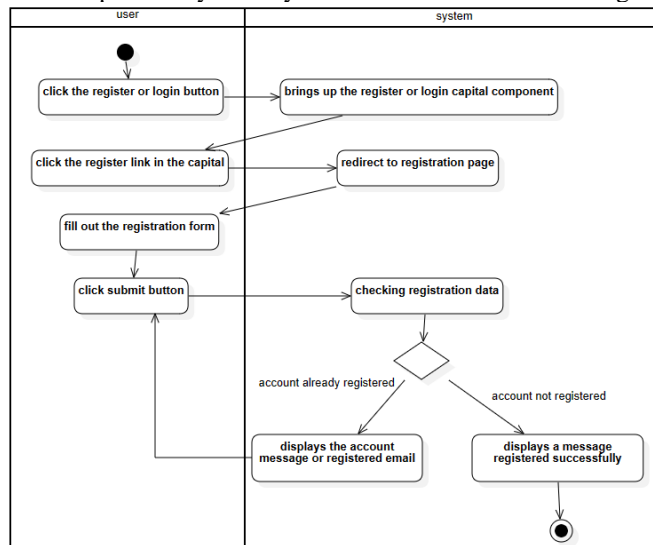 user
system
click the register or login button
brings up the register or login capital component
click the register link in the capital
redirect to registration page
fill out the registration form
click submit button
checking registration data
account already registered
account not registered
displays the account
message or registered email
displays a message
registered successfully